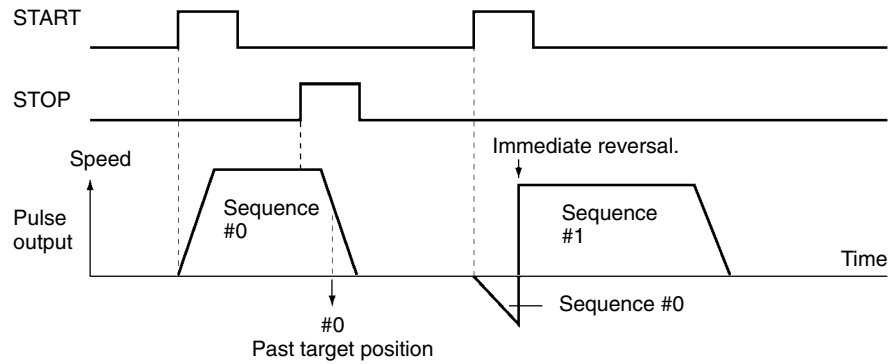 START
STOP
Speed
Immediate reversal.
Pulse
output
Sequence
#0
Sequence
#1
Time
Sequence #0
#0
Past target position